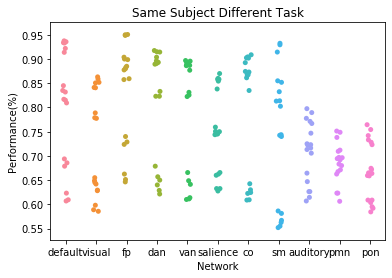 Same Subject Different Task
Performance(%)
0.95
0.90
0.85
0.80
0.75
0.70
0.65
0.60
0.55
default visual fp dan van salience co sm auditory pmn pon
Network